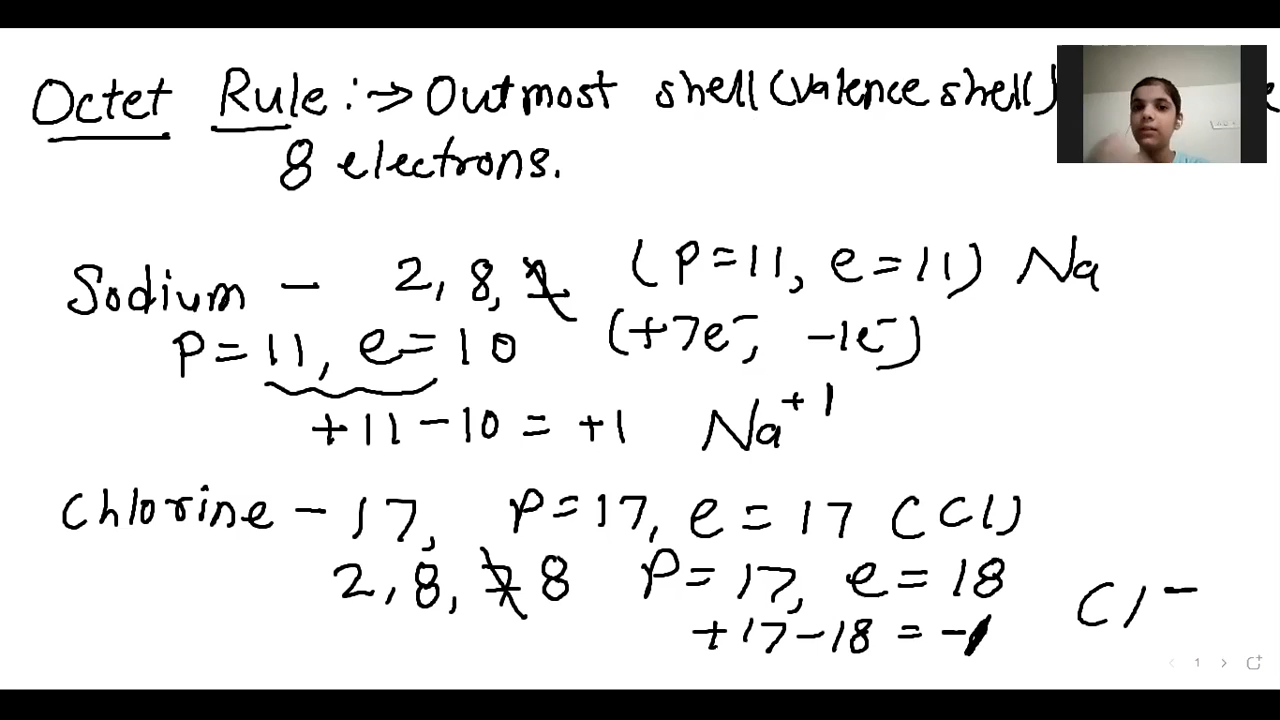 Octet Rule :→ Outmost shell (valence shell)
8 electrons.
Sodium - 2, 8, 1 (P=11, e=11) Na
P=11, e=10 (+7e⁻, -1e⁻)
+11-10 = +1 Na⁺¹
Chlorine - 17, P=17, e=17 (Cl)
2, 8, 7 8 P=17, e=18 Cl⁻
+17-18 = -1
1